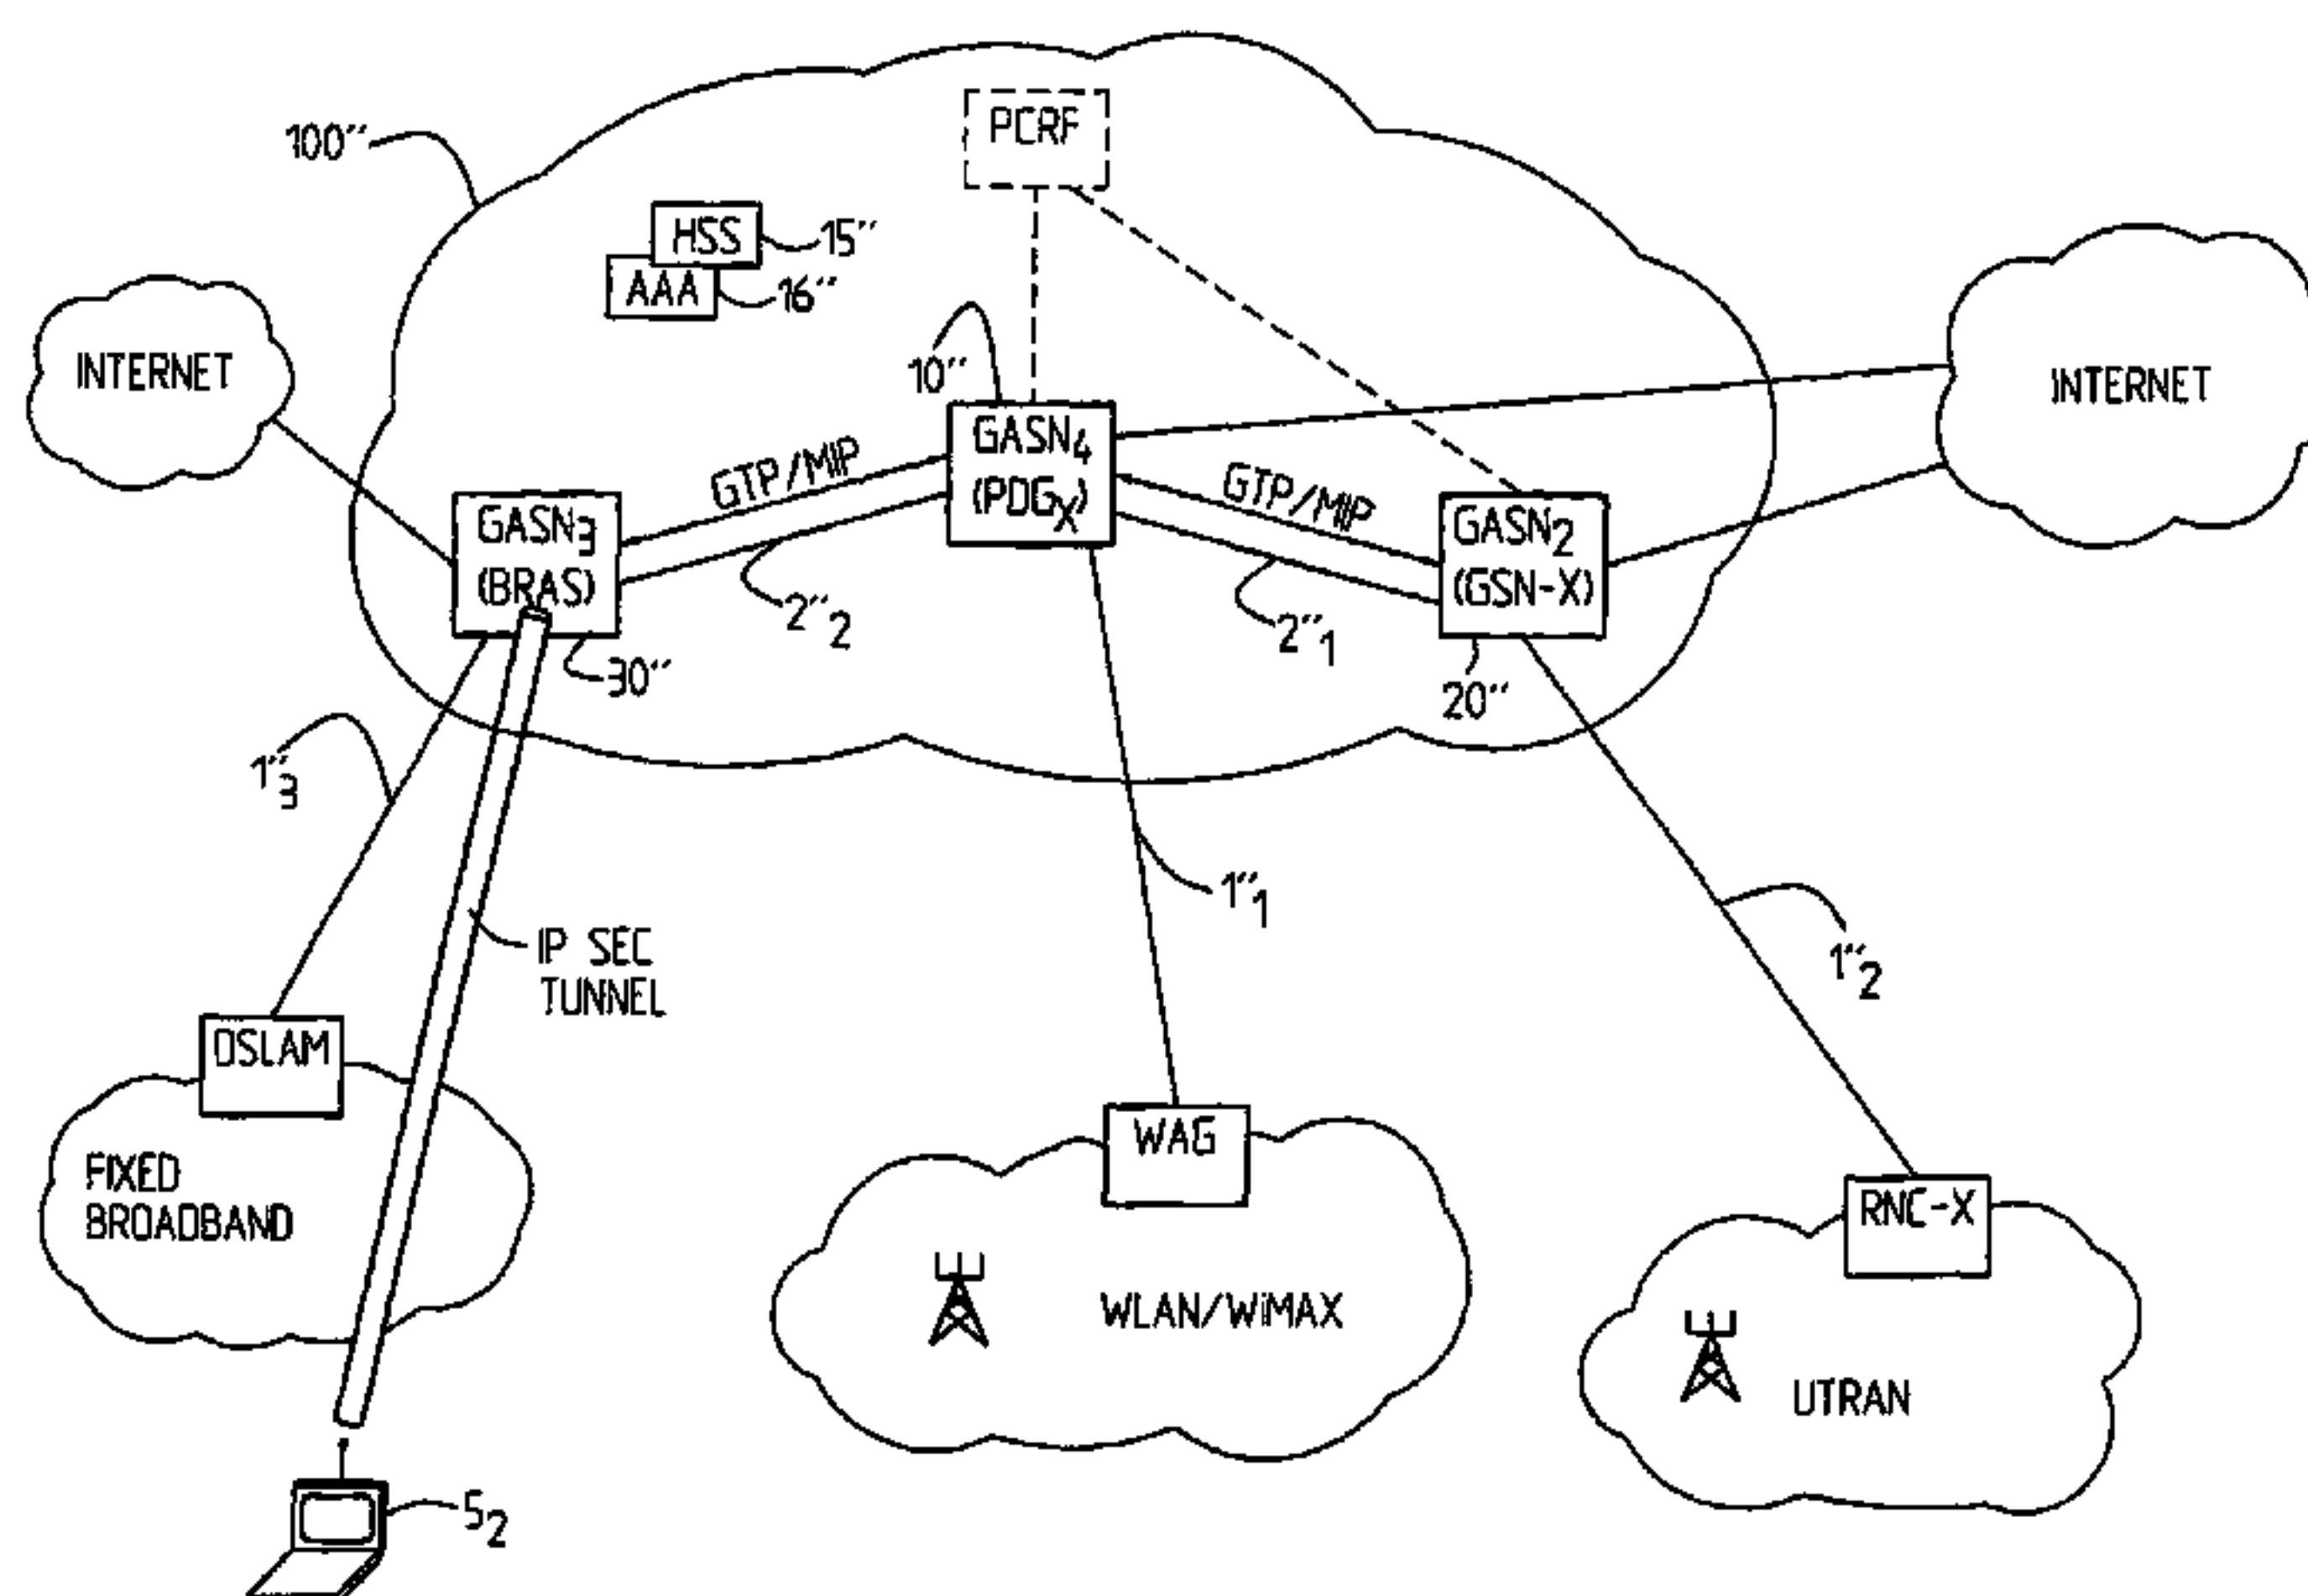 PCRF
100″
HSS
15″
AAA
16″
INTERNET
10″
INTERNET
GASN4
(PDGX)
GTP/MIP
GTP/MIP
GASN3
(BRAS)
GASN2
(GSN-X)
2″2
2″1
30″
20″
1″3
1″1
IP SEC
TUNNEL
1″2
DSLAM
WAG
FIXED
BROADBAND
RNC-X
WLAN/WiMAX
UTRAN
52